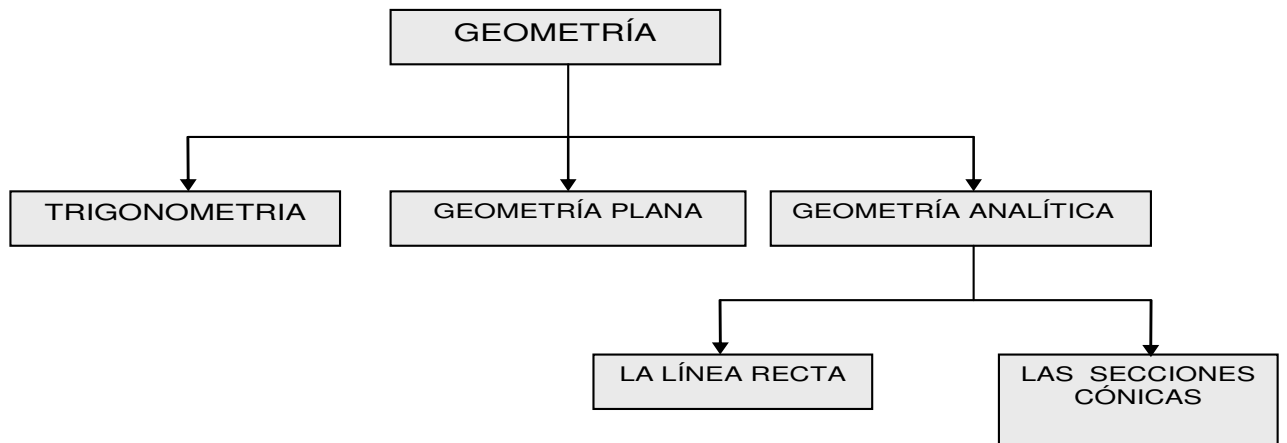 GEOMETRÍA
TRIGONOMETRIA
GEOMETRÍA PLANA
GEOMETRÍA ANALÍTICA
LA LÍNEA RECTA
LAS SECCIONES
CÓNICAS